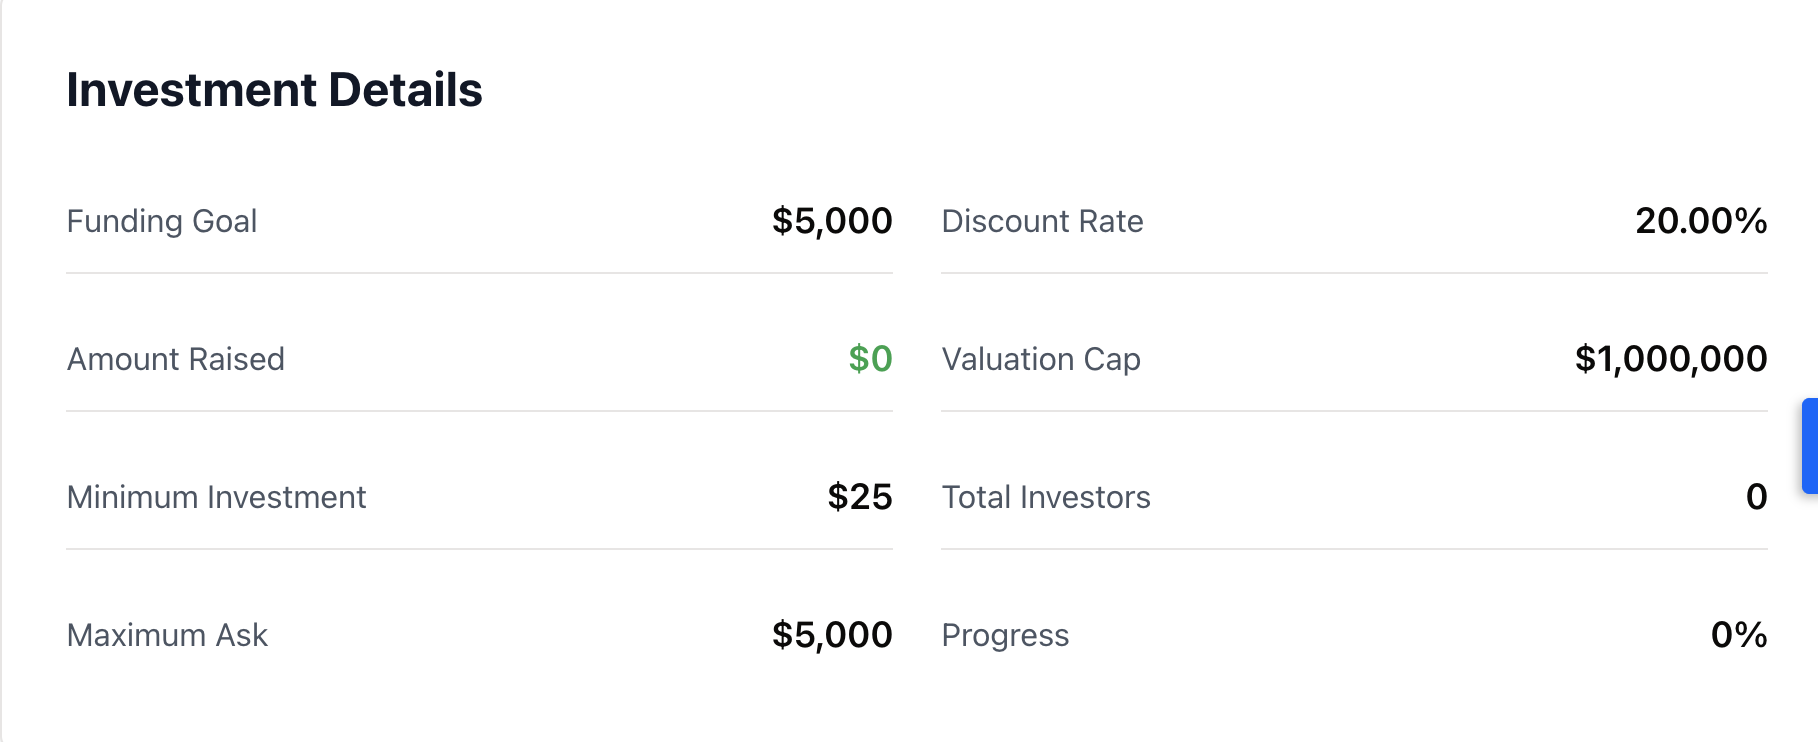 Investment Details
Funding Goal $5,000
Discount Rate 20.00%
Amount Raised $0
Valuation Cap $1,000,000
Minimum Investment $25
Total Investors 0
Maximum Ask $5,000
Progress 0%